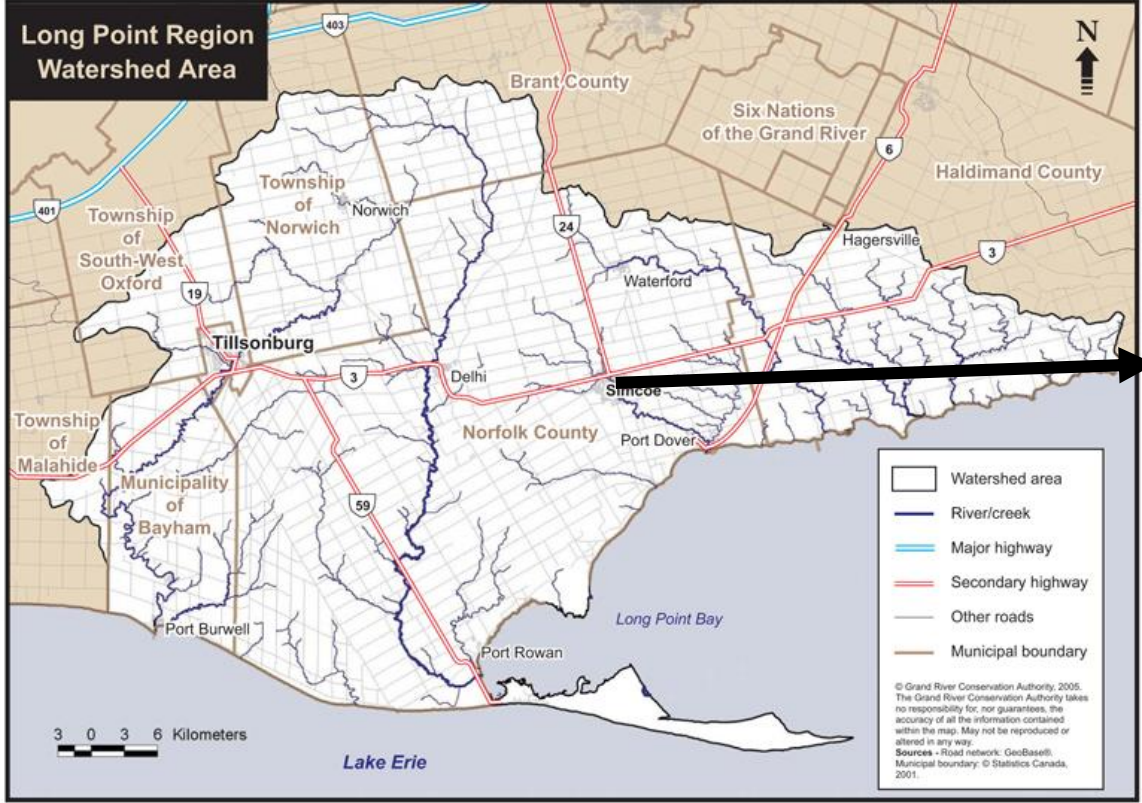 Long Point Region
Watershed Area
N
403
Brant County
Six Nations
of the Grand River
6
Haldimand County
401
Township
of
South-West
Oxford
Township
of
Norwich
Norwich
24
Hagersville
3
Waterford
19
Tillsonburg
3
Delhi
Simcoe
Township
of
Malahide
Norfolk County
Port Dover
Municipality
of
Bayham
59
Port Burwell
Port Rowan
Long Point Bay
Lake Erie
3 0 3 6 Kilometers
Watershed area
River/creek
Major highway
Secondary highway
Other roads
Municipal boundary
© Grand River Conservation Authority, 2005.
The Grand River Conservation Authority takes
no responsibility for, nor guarantees, the
accuracy of all the information contained
within the map. May not be reproduced or
altered in any way.
Sources - Road network: GeoBase®.
Municipal boundary: © Statistics Canada,
2001.